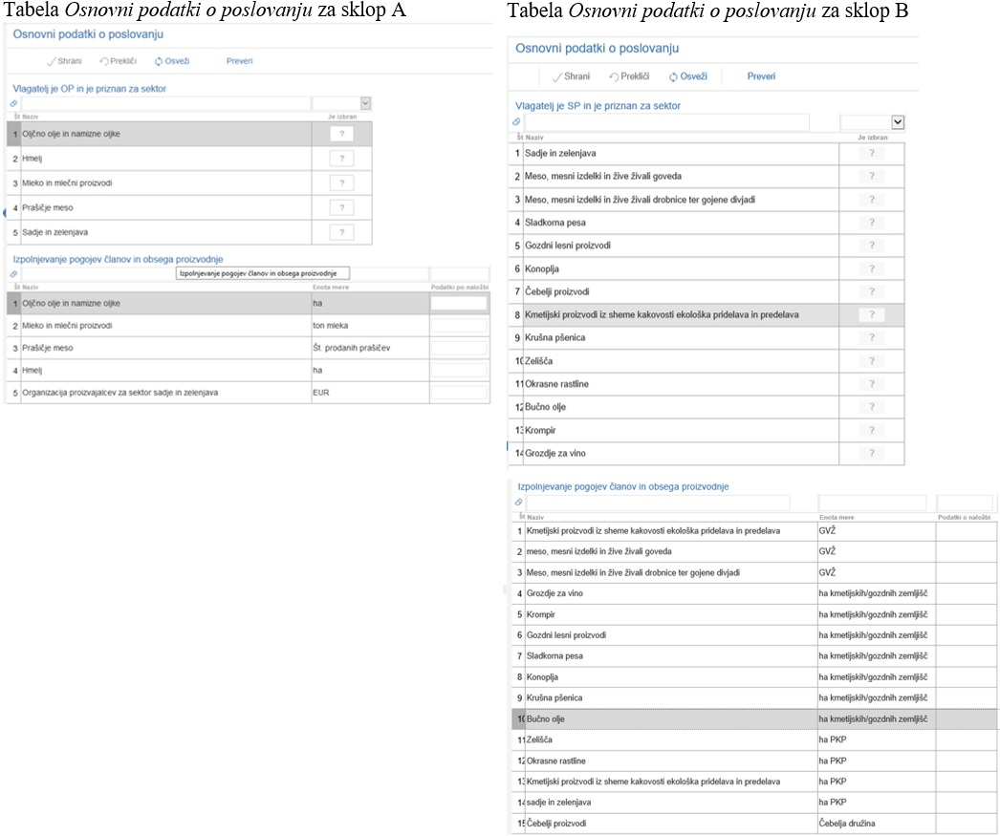 Tabela Osnovni podatki o poslovanju za sklop A
Osnovni podatki o poslovanju
Shrani Prekliči Osveži Preveri
Vlagatelj je OP in je priznan za sektor
Št Naziv Je izbran
1 Oljčno olje in namizne oljke ?
2 Hmelj ?
3 Mleko in mlečni proizvodi ?
4 Prašičje meso ?
5 Sadje in zelenjava ?
Izpolnjevanje pogojev članov in obsega proizvodnje
Izpolnjevanje pogojev članov in obsega proizvodnje
Št Naziv Enota mere Podatki po naložbi
1 Oljčno olje in namizne oljke ha
2 Mleko in mlečni proizvodi ton mleka
3 Prašičje meso Št. prodanih prašičev
4 Hmelj ha
5 Organizacija proizvajalcev za sektor sadje in zelenjava EUR
Tabela Osnovni podatki o poslovanju za sklop B
Osnovni podatki o poslovanju
Shrani Prekliči Osveži Preveri
Vlagatelj je SP in je priznan za sektor
Št Naziv Je izbran
1 Sadje in zelenjava ?
2 Meso, mesni izdelki in žive živali goveda ?
3 Meso, mesni izdelki in žive živali drobnice ter gojene divjadi ?
4 Sladkorna pesa ?
5 Gozdni lesni proizvodi ?
6 Konoplja ?
7 Čebelji proizvodi ?
8 Kmetijski proizvodi iz sheme kakovosti ekološka pridelava in predelava ?
9 Krušna pšenica ?
10 Zelišča ?
11 Okrasne rastline ?
12 Bučno olje ?
13 Krompir ?
14 Grozdje za vino ?
Izpolnjevanje pogojev članov in obsega proizvodnje
Št Naziv Enota mere Podatki o naložbi
1 Kmetijski proizvodi iz sheme kakovosti ekološka pridelava in predelava GVŽ
2 meso, mesni izdelki in žive živali goveda GVŽ
3 Meso, mesni izdelki in žive živali drobnice ter gojene divjadi GVŽ
4 Grozdje za vino ha kmetijskih/gozdnih zemljišč
5 Krompir ha kmetijskih/gozdnih zemljišč
6 Gozdni lesni proizvodi ha kmetijskih/gozdnih zemljišč
7 Sladkorna pesa ha kmetijskih/gozdnih zemljišč
8 Konoplja ha kmetijskih/gozdnih zemljišč
9 Krušna pšenica ha kmetijskih/gozdnih zemljišč
10 Bučno olje ha kmetijskih/gozdnih zemljišč
11 Zelišča ha PKP
12 Okrasne rastline ha PKP
13 Kmetijski proizvodi iz sheme kakovosti ekološka pridelava in predelava ha PKP
14 sadje in zelenjava ha PKP
15 Čebelji proizvodi Čebelja družina